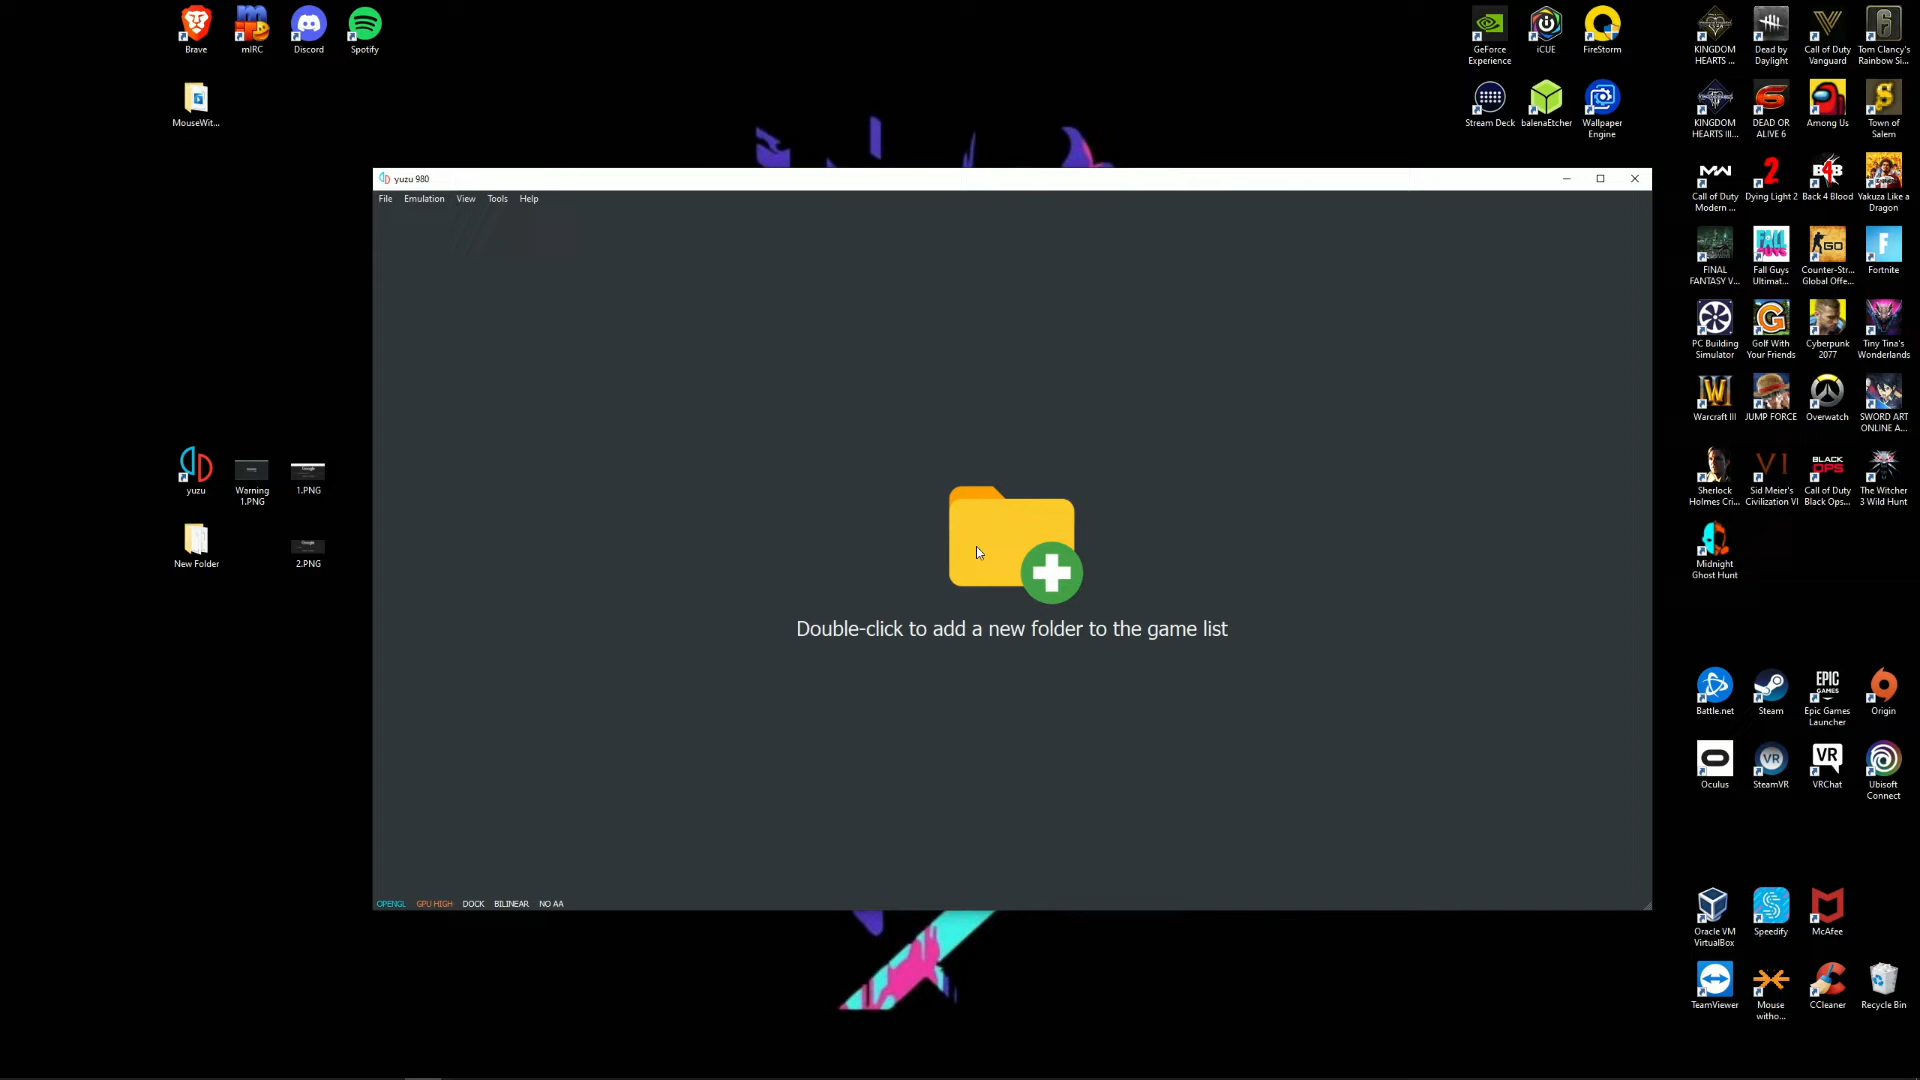 Brave
mIRC
Discord
Spotify
MouseWit...
GeForce
Experience
iCUE
FireStorm
Stream Deck
balenaEtcher
Wallpaper
Engine
KINGDOM
HEARTS ...
Dead by
Daylight
Call of Duty
Vanguard
Tom Clancy's
Rainbow Si...
KINGDOM
HEARTS III...
DEAD OR
ALIVE 6
Among Us
Town of
Salem
Call of Duty
Modern ...
Dying Light 2
Back 4 Blood
Yakuza Like a
Dragon
FINAL
FANTASY V...
Fall Guys
Ultimat...
Counter-Str...
Global Offe...
Fortnite
PC Building
Simulator
Golf With
Your Friends
Cyberpunk
2077
Tiny Tina's
Wonderlands
Warcraft III
JUMP FORCE
Overwatch
SWORD ART
ONLINE A...
Sherlock
Holmes Cri...
Sid Meier's
Civilization VI
Call of Duty
Black Ops...
The Witcher
3 Wild Hunt
Midnight
Ghost Hunt
Battle.net
Steam
Epic Games
Launcher
Origin
Oculus
SteamVR
VRChat
Ubisoft
Connect
Oracle VM
VirtualBox
Speedify
McAfee
TeamViewer
Mouse
witho...
CCleaner
Recycle Bin
yuzu
Warning
1.PNG
1.PNG
New Folder
2.PNG
yuzu 980
File Emulation View Tools Help
Double-click to add a new folder to the game list
OPENGL GPU HIGH DOCK BILINEAR NO AA